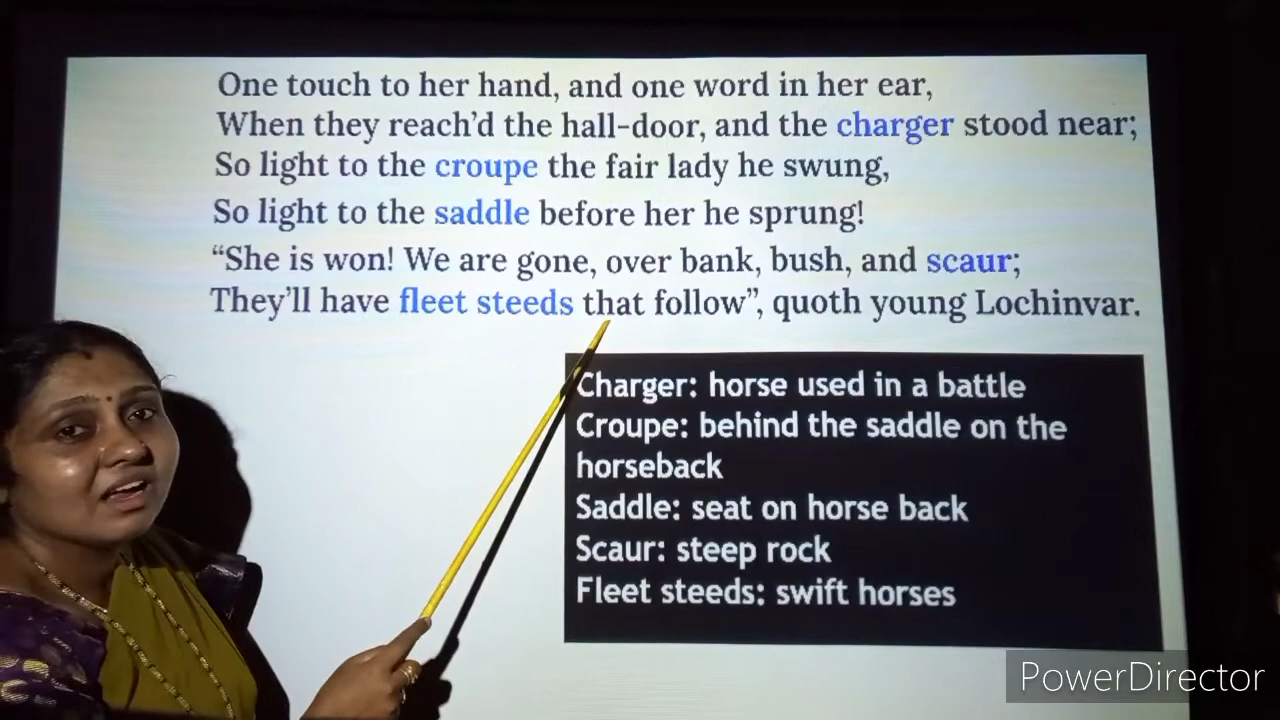 One touch to her hand, and one word in her ear,
When they reach'd the hall-door, and the charger stood near;
So light to the croupe the fair lady he swung,
So light to the saddle before her he sprung!
“She is won! We are gone, over bank, bush, and scaur;
They'll have fleet steeds that follow”, quoth young Lochinvar.
Charger: horse used in a battle
Croupe: behind the saddle on the
horseback
Saddle: seat on horse back
Scaur: steep rock
Fleet steeds: swift horses
PowerDirector